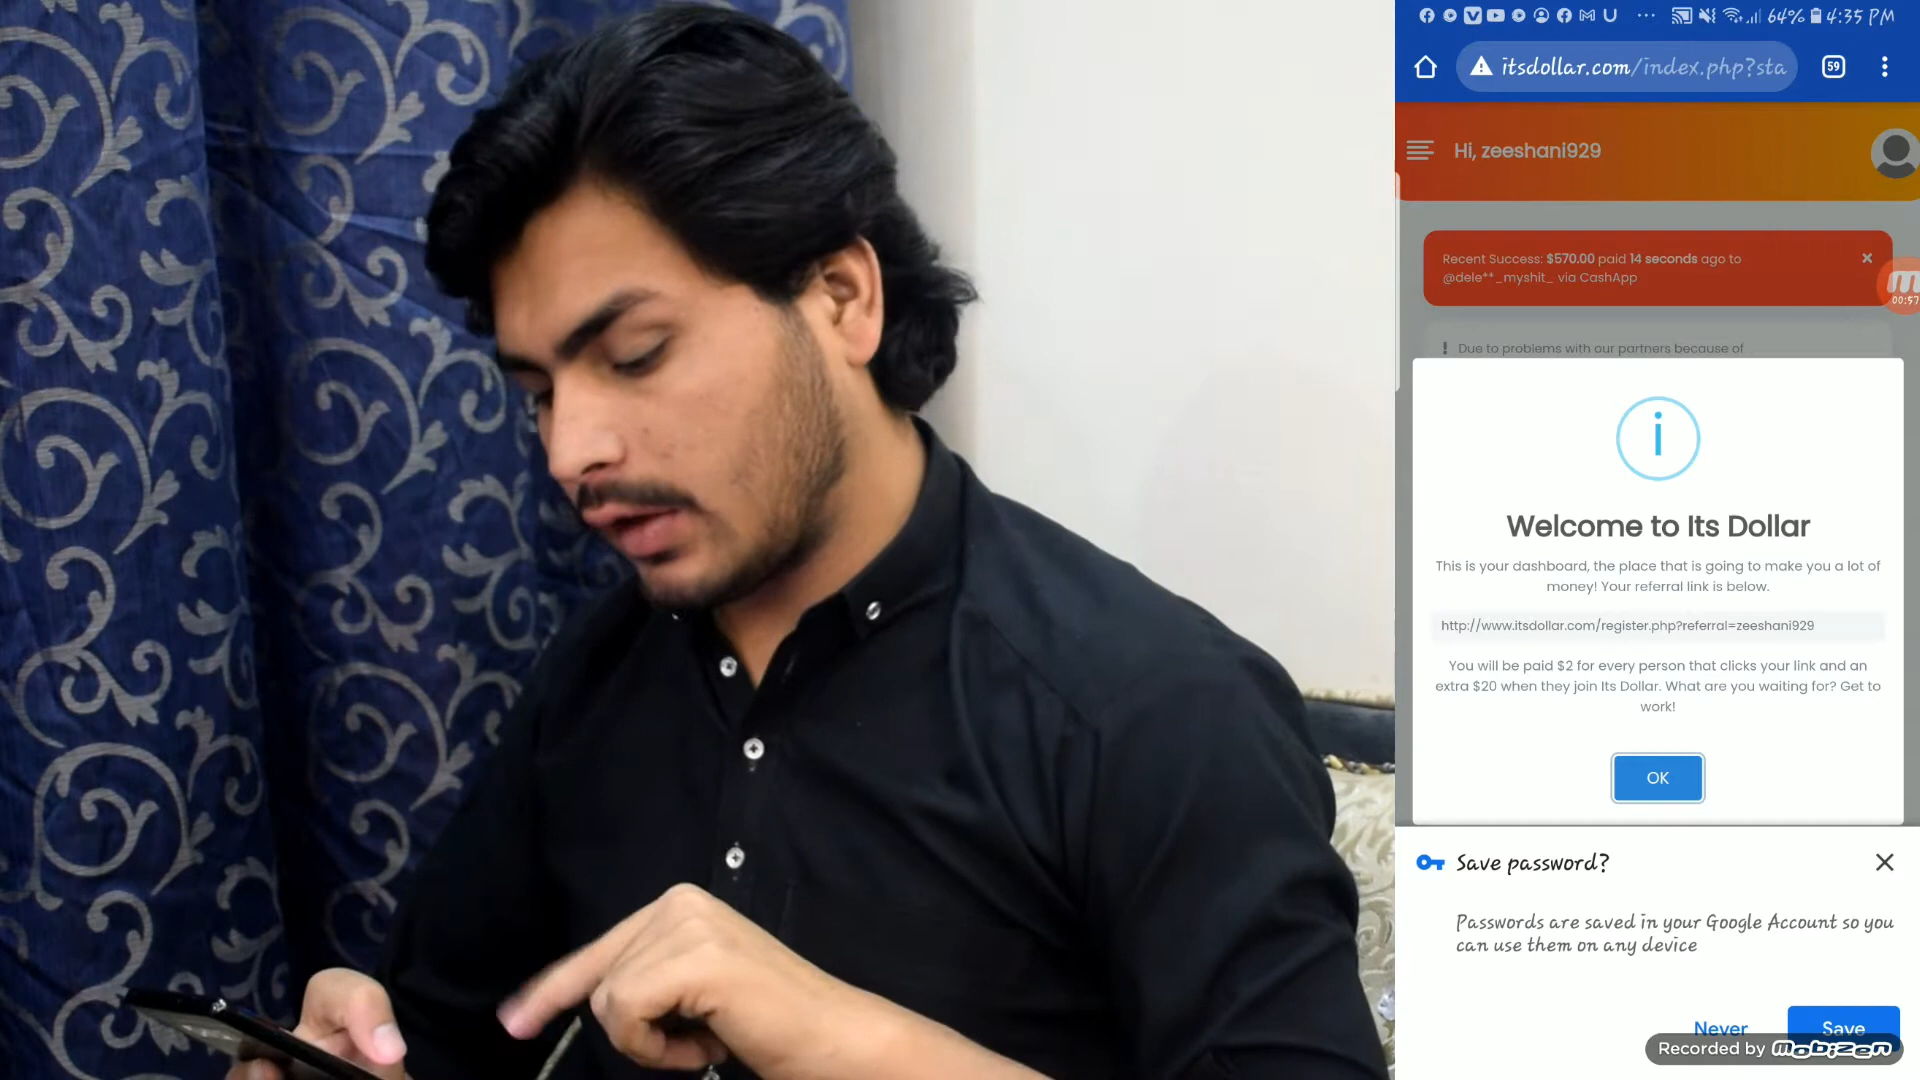 64% 4:35 PM
itsdollar.com/index.php?sta
59
Hi, zeeshani929
Recent Success: $570.00 paid 14 seconds ago to
@dele**_myshit_ via CashApp
×
00:57
! Due to problems with our partners because of
i
Welcome to Its Dollar
This is your dashboard, the place that is going to make you a lot of
money! Your referral link is below.
http://www.itsdollar.com/register.php?referral=zeeshani929
You will be paid $2 for every person that clicks your link and an
extra $20 when they join Its Dollar. What are you waiting for? Get to
work!
OK
Save password?
Passwords are saved in your Google Account so you
can use them on any device
Never
Save
Recorded by mobizen